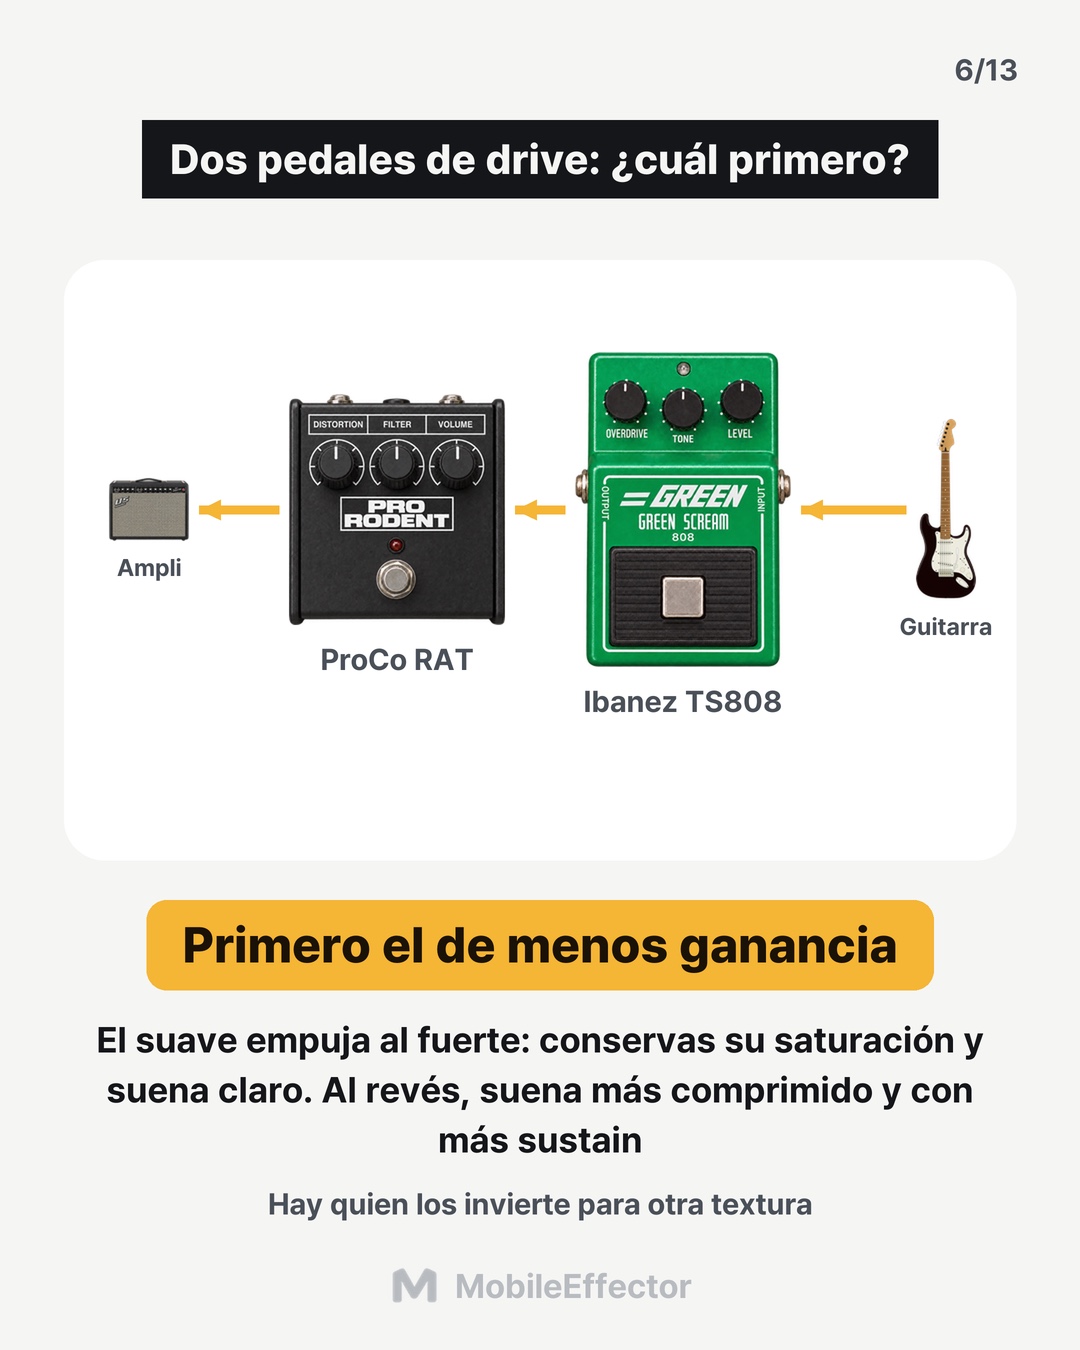 6/13
Dos pedales de drive: ¿cuál primero?
DISTORTION FILTER VOLUME
PRO
RODENT
OVERDRIVE TONE LEVEL
OUTPUT
INPUT
GREEN
GREEN SCREAM
808
US
Ampli
ProCo RAT
Ibanez TS808
Guitarra
Primero el de menos ganancia
El suave empuja al fuerte: conservas su saturación y
suena claro. Al revés, suena más comprimido y con
más sustain
Hay quien los invierte para otra textura
MobileEffector